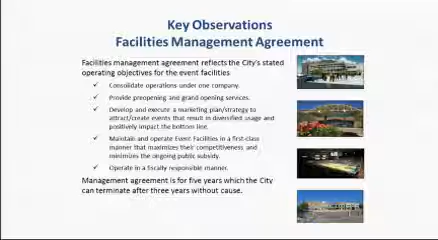 Key Observations
Facilities Management Agreement
Facilities management agreement reflects the City's stated
operating objectives for the event facilities
✓ Consolidate operations under one company.
✓ Provide preopening and grand opening services.
✓ Develop and execute a marketing plan/strategy to
attract/create events that result in diversified usage and
positively impact the bottom line.
✓ Maintain and operate Event Facilities in a first-class
manner that maximizes their competitiveness and
minimizes the ongoing public subsidy.
✓ Operate in a fiscally responsible manner.
Management agreement is for five years which the City
can terminate after three years without cause.